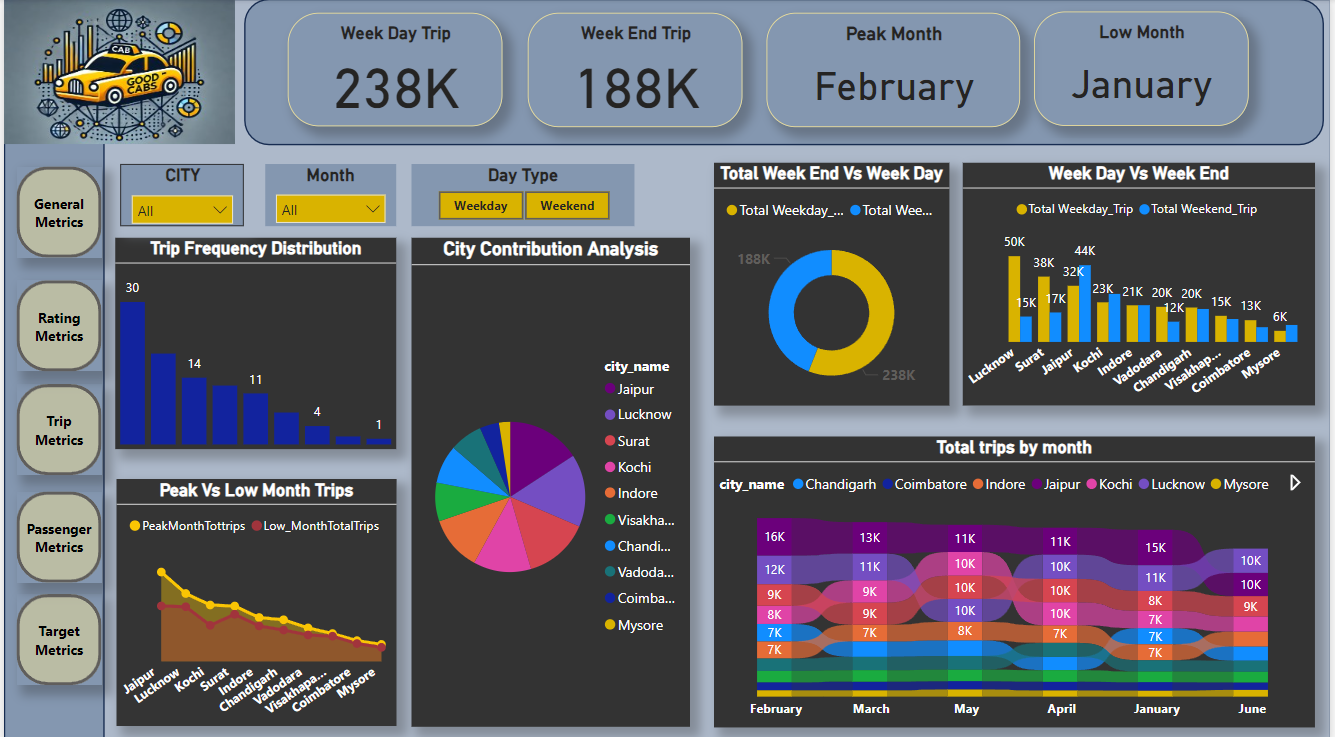 CAB
GOOD
CABS
Week Day Trip
238K
Week End Trip
188K
Peak Month
February
Low Month
January
General
Metrics
Rating
Metrics
Trip
Metrics
Passenger
Metrics
Target
Metrics
CITY
All
Month
All
Day Type
Weekday
Weekend
Trip Frequency Distribution
30
14
11
4
1
Peak Vs Low Month Trips
PeakMonthTottrips
Low_MonthTotalTrips
Jaipur
Lucknow
Kochi
Surat
Indore
Chandigarh
Vadodara
Visakhapa...
Coimbatore
Mysore
City Contribution Analysis
city_name
Jaipur
Lucknow
Surat
Kochi
Indore
Visakha...
Chandi...
Vadoda...
Coimba...
Mysore
Total Week End Vs Week Day
Total Weekday_...
Total Wee...
188K
238K
Week Day Vs Week End
Total Weekday_Trip
Total Weekend_Trip
50K
15K
38K
17K
32K
44K
23K
21K
20K
12K
20K
15K
13K
6K
Lucknow
Surat
Jaipur
Kochi
Indore
Vadodara
Chandigarh
Visakhap...
Coimbatore
Mysore
Total trips by month
city_name Chandigarh Coimbatore Indore Jaipur Kochi Lucknow Mysore
16K
12K
9K
8K
7K
7K
13K
11K
9K
9K
7K
11K
10K
10K
10K
8K
11K
10K
10K
10K
7K
15K
11K
8K
7K
7K
7K
10K
10K
9K
February
March
May
April
January
June